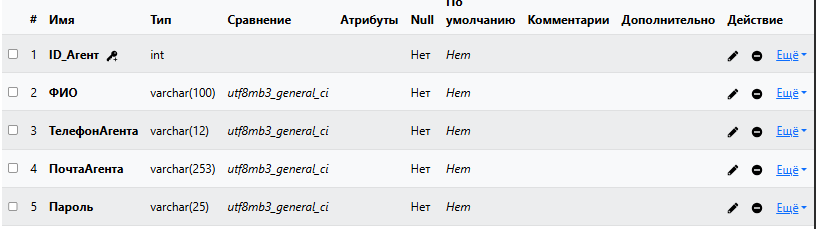 # Имя Тип Сравнение Атрибуты Null По умолчанию Комментарии Дополнительно Действие
1 ID_Агент int Нет Нет Ещё
2 ФИО varchar(100) utf8mb3_general_ci Нет Нет Ещё
3 ТелефонАгента varchar(12) utf8mb3_general_ci Нет Нет Ещё
4 ПочтаАгента varchar(253) utf8mb3_general_ci Нет Нет Ещё
5 Пароль varchar(25) utf8mb3_general_ci Нет Нет Ещё